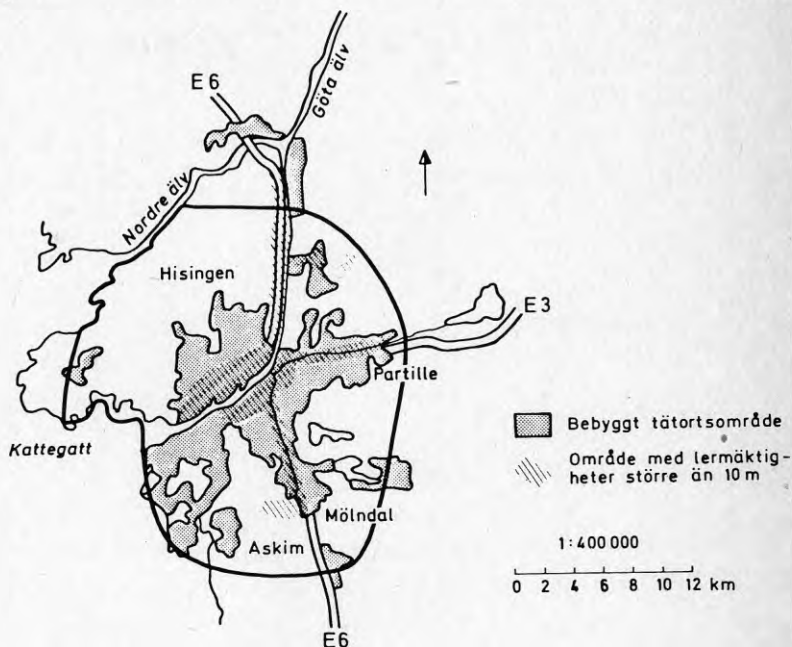 E6
Göta älv
Nordre älv
Hisingen
E3
Partille
Kattegatt
Bebyggt tätortsområde
Område med lermäktig-
heter större än 10 m
Mölndal
Askim
1:400 000
0 2 4 6 8 10 12 km
E6